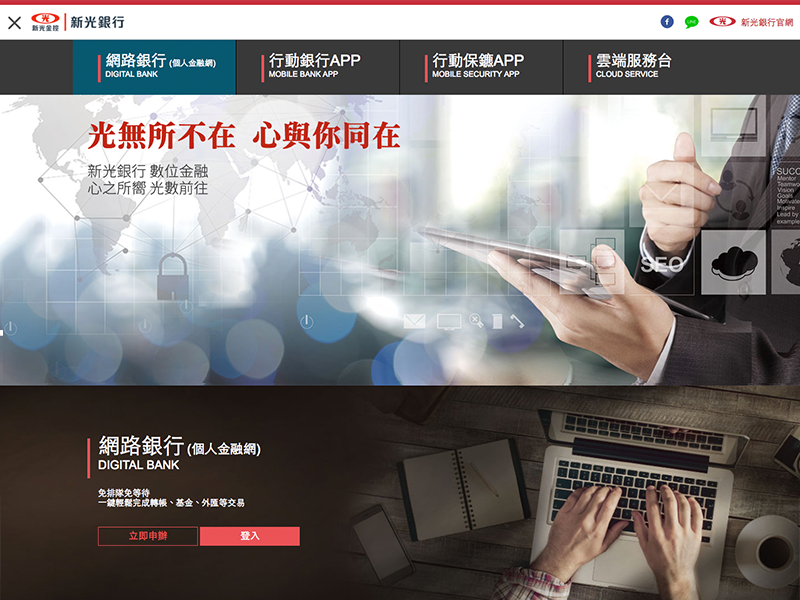 新光金控 新光銀行
LINE
新光銀行官網
網路銀行 (個人金融網)
DIGITAL BANK
行動銀行APP
MOBILE BANK APP
行動保鑣APP
MOBILE SECURITY APP
雲端服務台
CLOUD SERVICE
光無所不在 心與你同在
新光銀行 數位金融
心之所嚮 光數前往
SUCC
Mentor
Teamwo
Vision
Goals
Motivate
Inspire
Lead by
example
SEO
網路銀行 (個人金融網)
DIGITAL BANK
免排隊免等待
一鍵輕鬆完成轉帳、基金、外匯等交易
立即申辦
登入